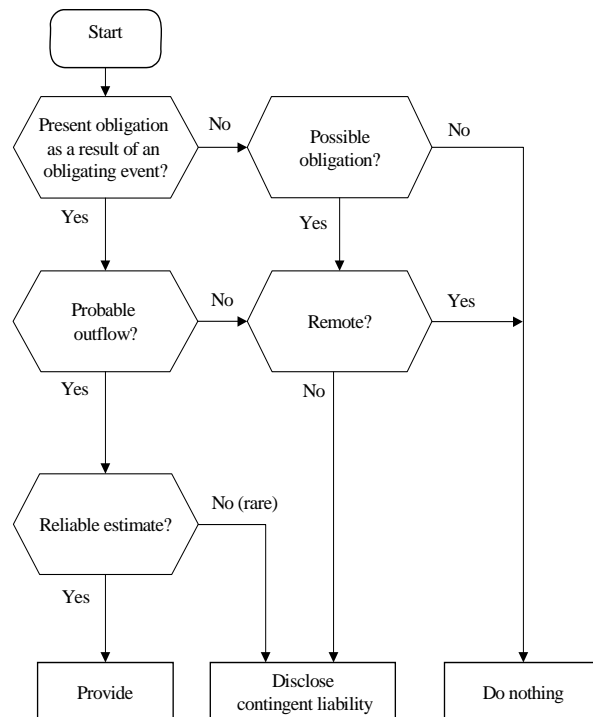 Start
Present obligation
as a result of an
obligating event?
No
Possible
obligation?
No
Yes
Yes
Probable
outflow?
No
Remote?
Yes
Yes
No
Reliable estimate?
No (rare)
Yes
Provide
Disclose
contingent liability
Do nothing